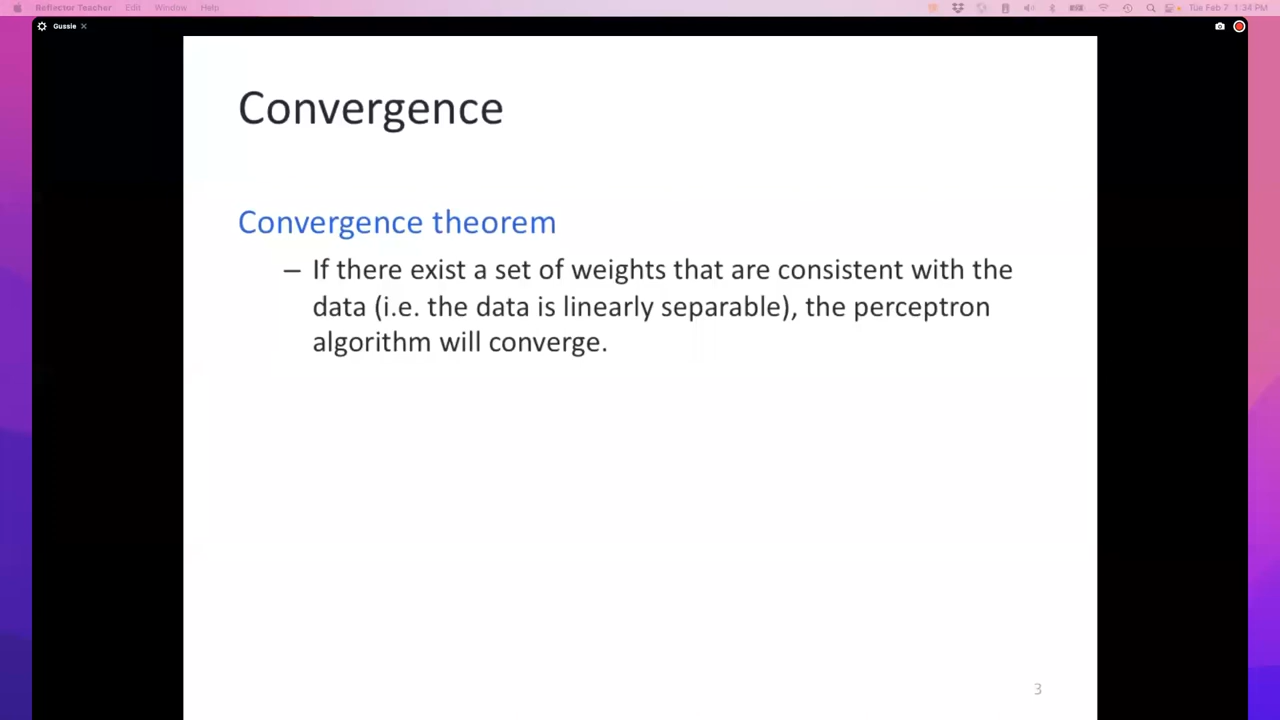 Reflector Teacher Edit Window Help Tue Feb 7 1:34 PM
Gussie
Convergence
Convergence theorem
– If there exist a set of weights that are consistent with the
data (i.e. the data is linearly separable), the perceptron
algorithm will converge.
3